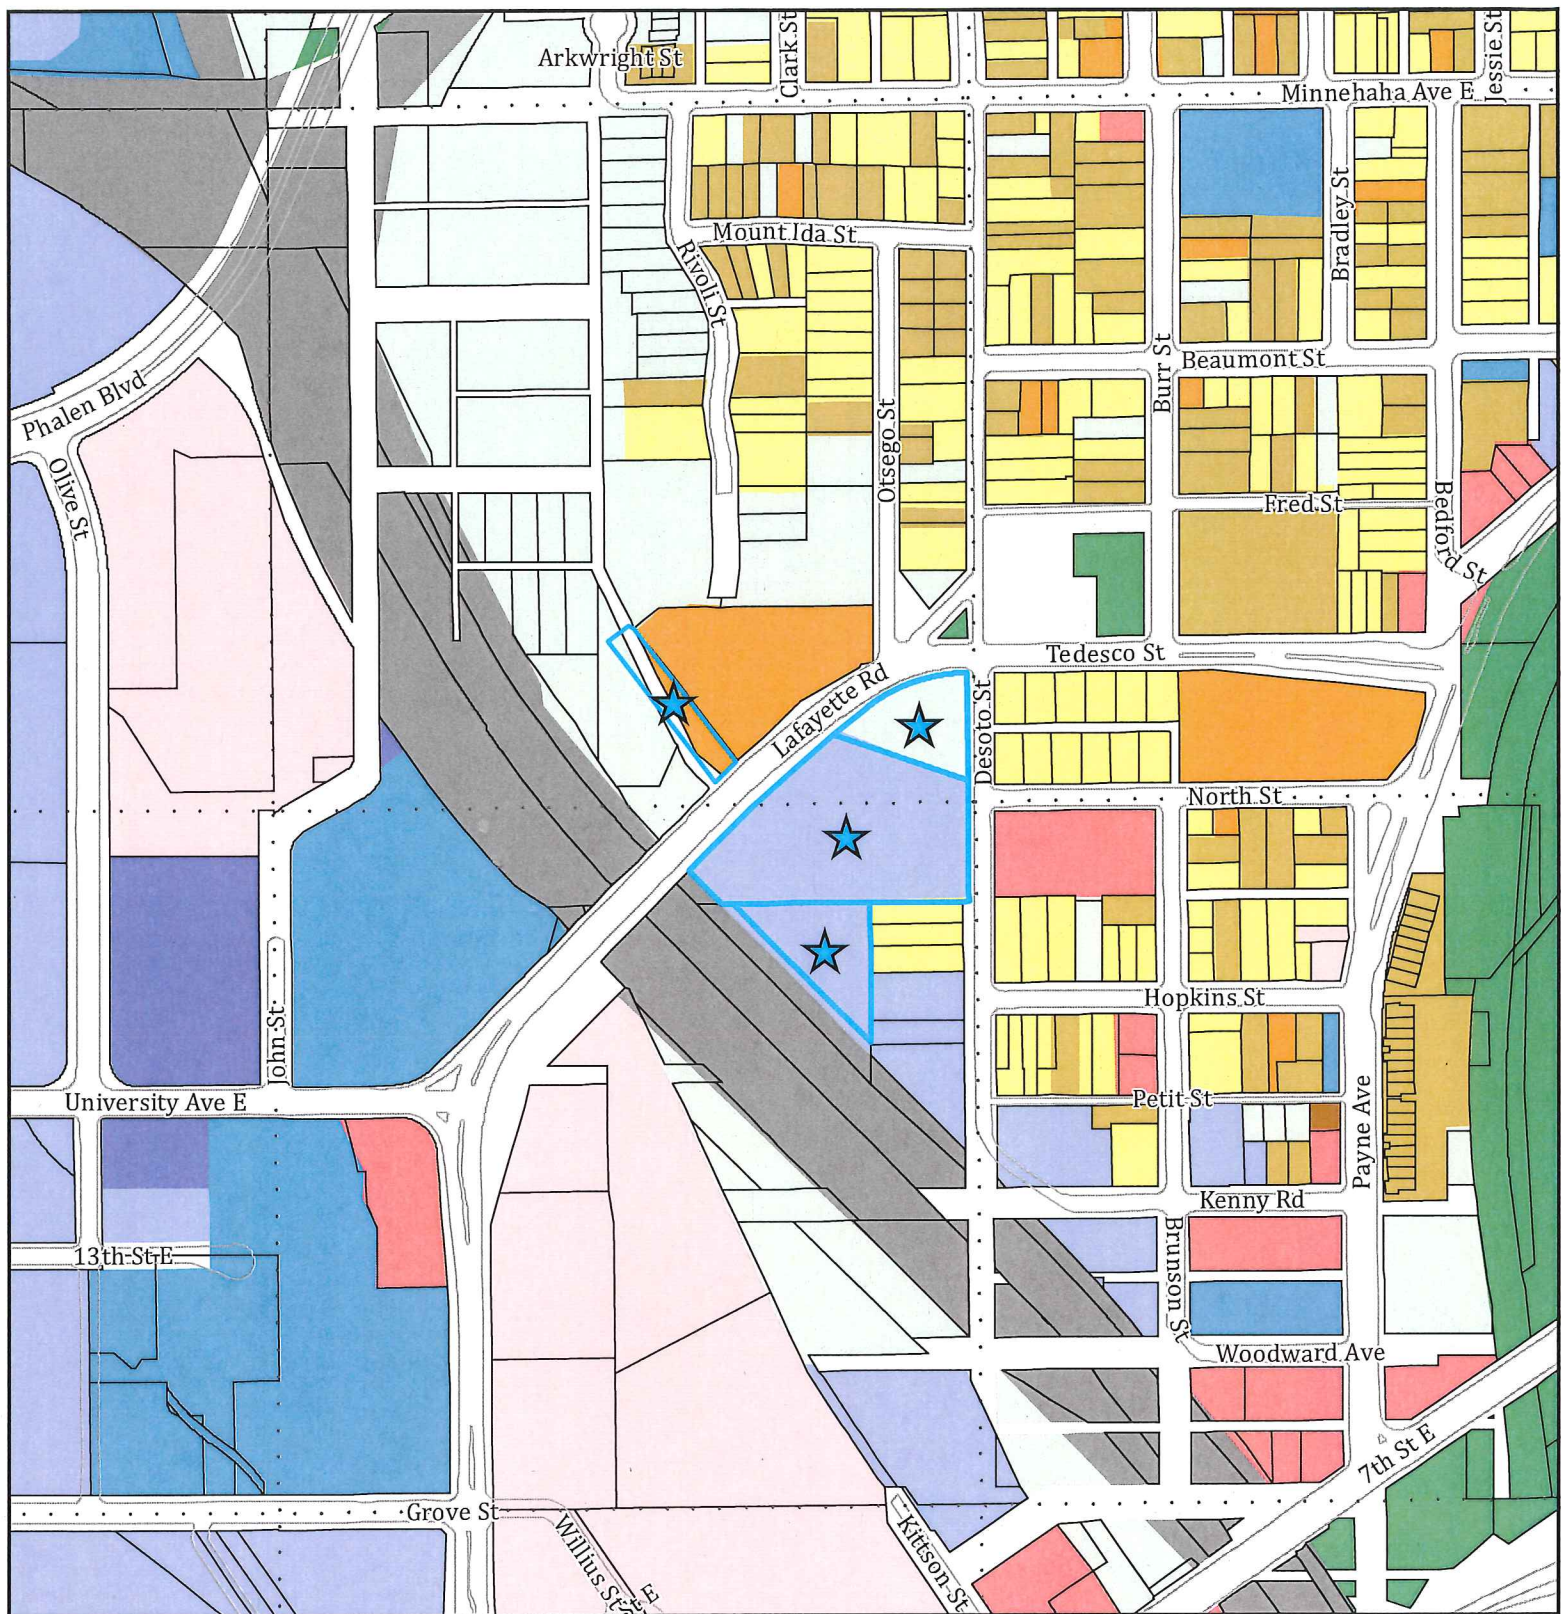 Arkwright St
Clark St
Jessie St
Minnehaha Ave E
Bradley St
Mount Ida St
Rivoli St
Burr St
Beaumont St
Phalen Blvd
Otsego St
Olive St
Fred St
Bedford St
Tedesco St
Lafayette Rd
Desoto St
North St
Hopkins St
John St
University Ave E
Petit St
Payne Ave
Kenny Rd
13th St E
Brunson St
Woodward Ave
7th St E
Grove St
Willius St
Kittson St